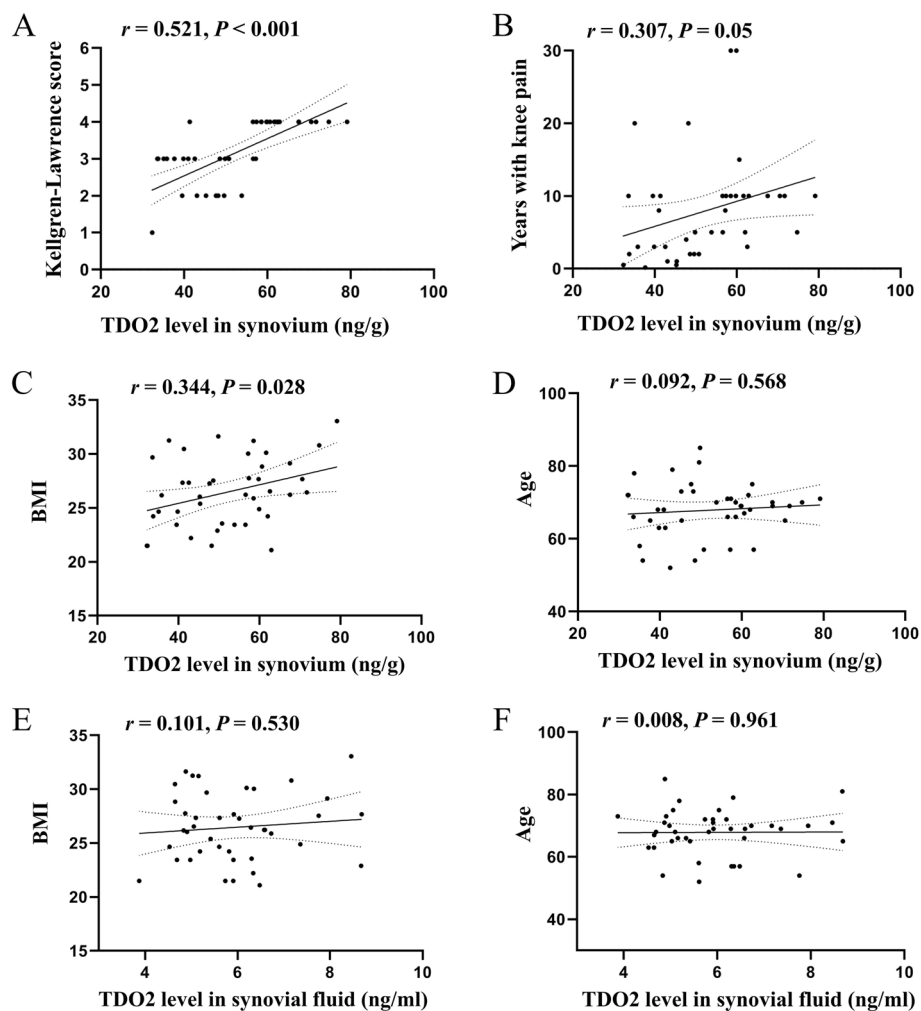 A
r = 0.521, P < 0.001
Kellgren-Lawrence score
6
5
4
3
2
1
0
20 40 60 80 100
TDO2 level in synovium (ng/g)
B
r = 0.307, P = 0.05
Years with knee pain
30
20
10
0
20 40 60 80 100
TDO2 level in synovium (ng/g)
C
r = 0.344, P = 0.028
BMI
35
30
25
20
15
20 40 60 80 100
TDO2 level in synovium (ng/g)
D
r = 0.092, P = 0.568
Age
100
80
60
40
20 40 60 80 100
TDO2 level in synovium (ng/g)
E
r = 0.101, P = 0.530
BMI
35
30
25
20
15
4 6 8 10
TDO2 level in synovial fluid (ng/ml)
F
r = 0.008, P = 0.961
Age
100
80
60
40
4 6 8 10
TDO2 level in synovial fluid (ng/ml)